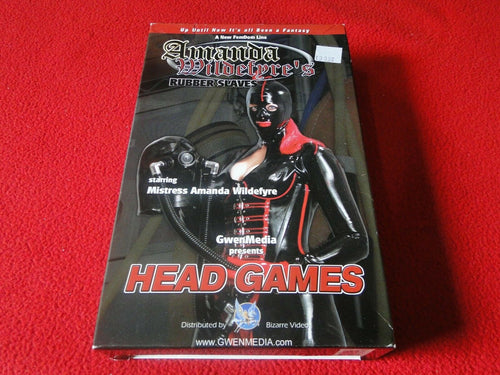 Up Until Now It's all Been a Fantasy
A New FemDom Line
Amanda
Wildefyre's
RUBBER SLAVES
starring
Mistress Amanda Wildefyre
GwenMedia
presents
HEAD GAMES
Distributed by Bizarre Video
www.GWENMEDIA.com